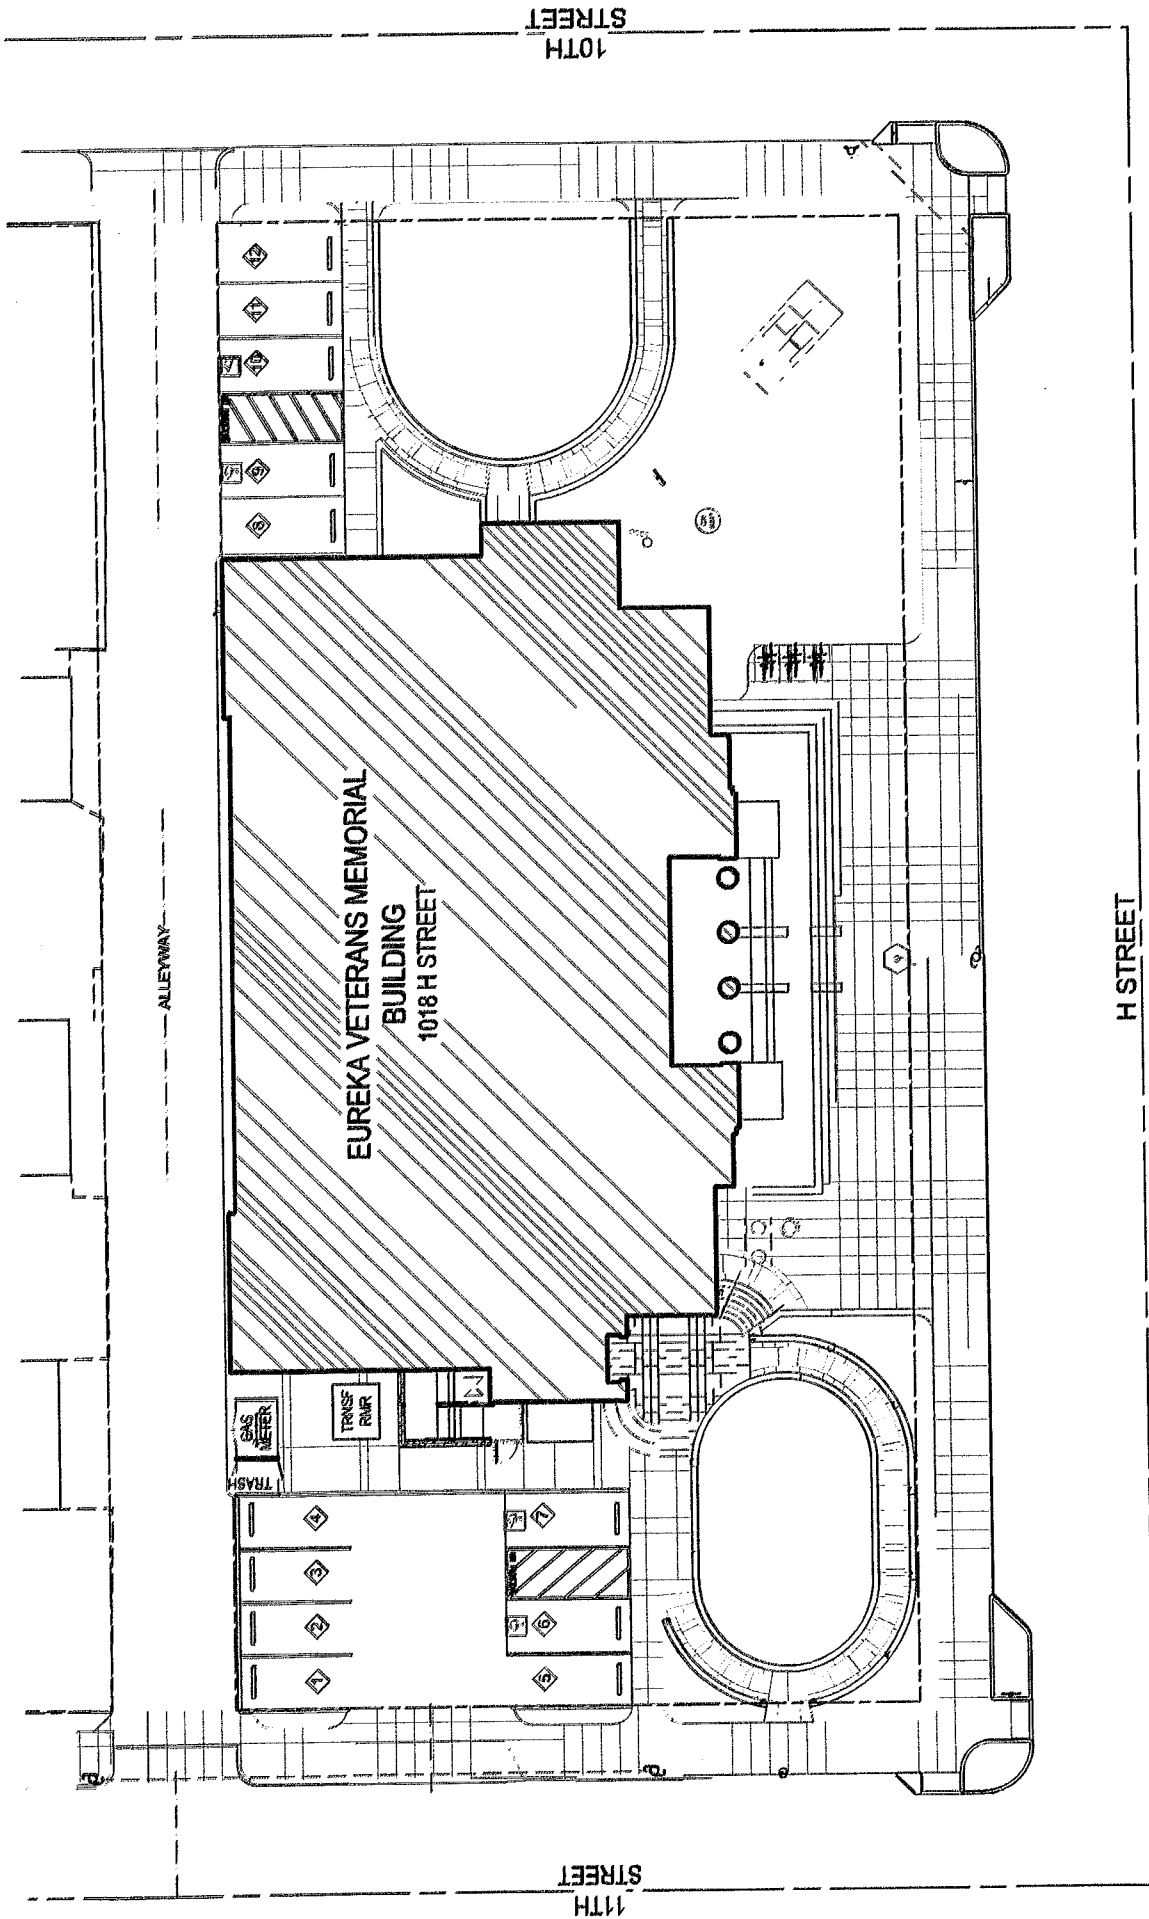 10TH
STREET
12
11
10
9
8
ALLEYWAY
EUREKA VETERANS MEMORIAL
BUILDING
1018 H STREET
H STREET
GAS
METER
TRNSF
RMR
TRASH
4
3
2
1
7
6
5
11TH
STREET